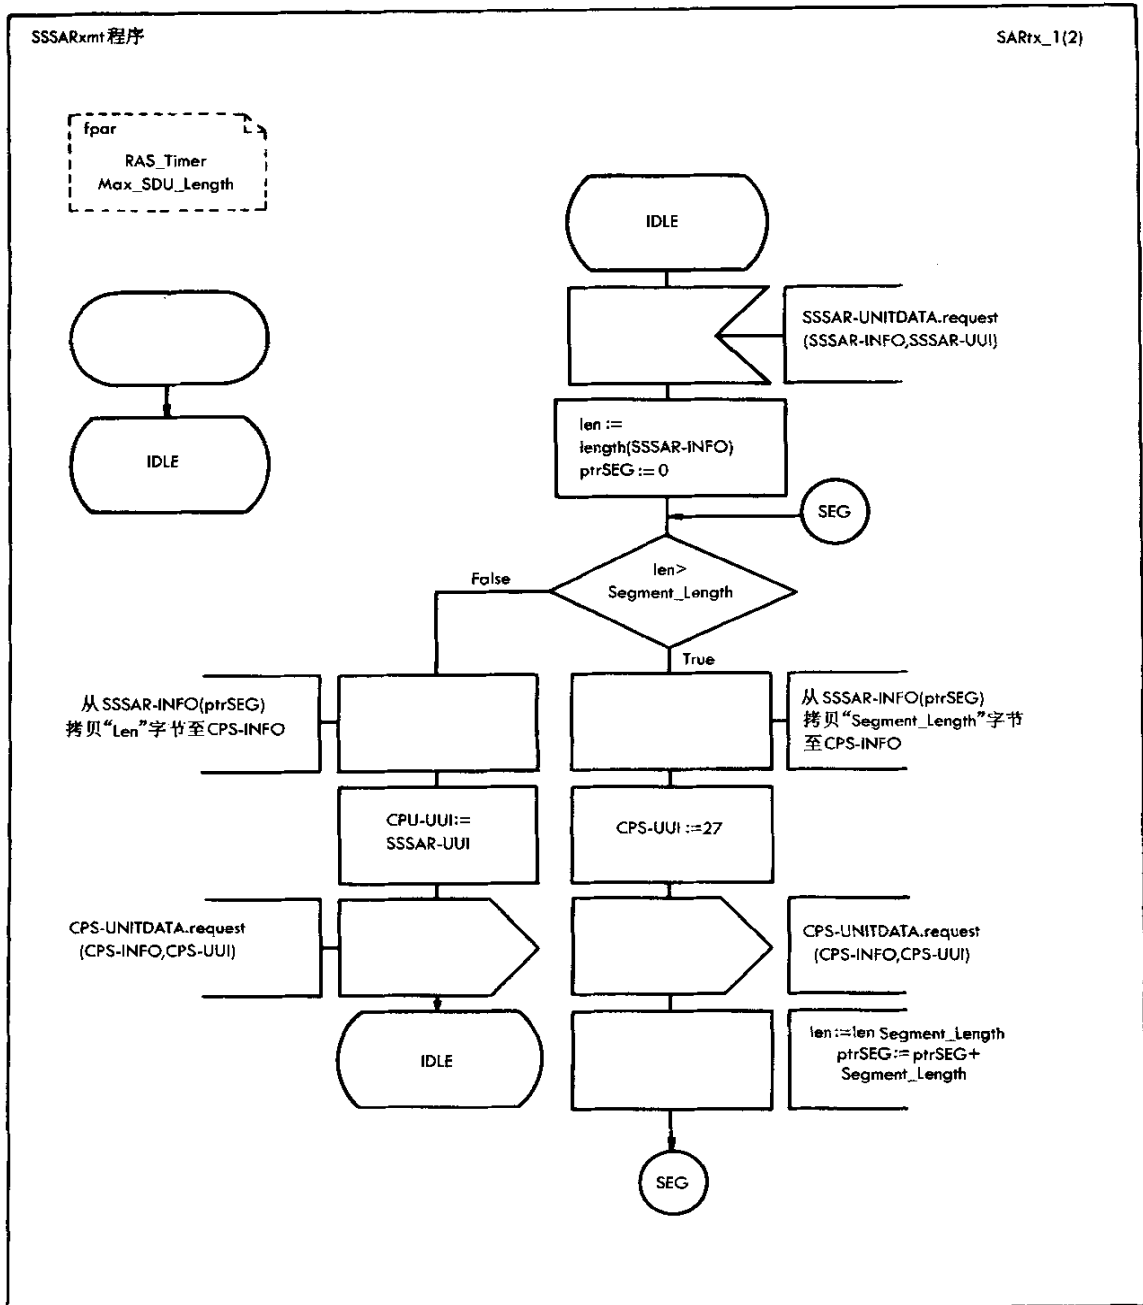 SSSARxmt程序
SARtx_1(2)
fpar
RAS_Timer
Max_SDU_Length
IDLE
IDLE
SSSAR-UNITDATA.request
(SSSAR-INFO,SSSAR-UUI)
len :=
length(SSSAR-INFO)
ptrSEG := 0
SEG
len>
Segment_Length
False
True
从SSSAR-INFO(ptrSEG)
拷贝“Len”字节至CPS-INFO
从SSSAR-INFO(ptrSEG)
拷贝“Segment_Length”字节
至CPS-INFO
CPU-UUI:=
SSSAR-UUI
CPS-UUI :=27
CPS-UNITDATA.request
(CPS-INFO,CPS-UUI)
CPS-UNITDATA.request
(CPS-INFO,CPS-UUI)
IDLE
len:=len Segment_Length
ptrSEG:= ptrSEG+
Segment_Length
SEG